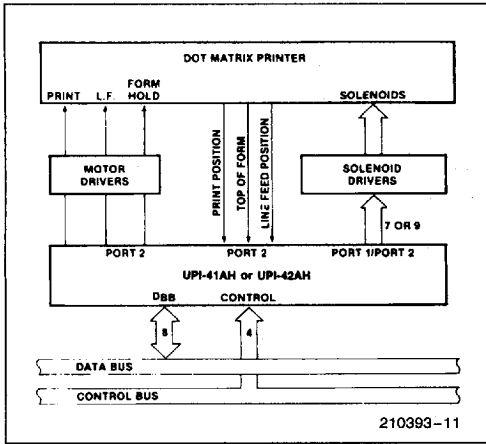 DOT MATRIX PRINTER
PRINT
L.F.
FORM
HOLD
SOLENOIDS
MOTOR
DRIVERS
PRINT POSITION
TOP OF FORM
LINE FEED POSITION
SOLENOID
DRIVERS
7 OR 9
PORT 2
PORT 2
PORT 1/PORT 2
UPI-41AH or UPI-42AH
DBB
CONTROL
8
4
DATA BUS
CONTROL BUS
210393-11